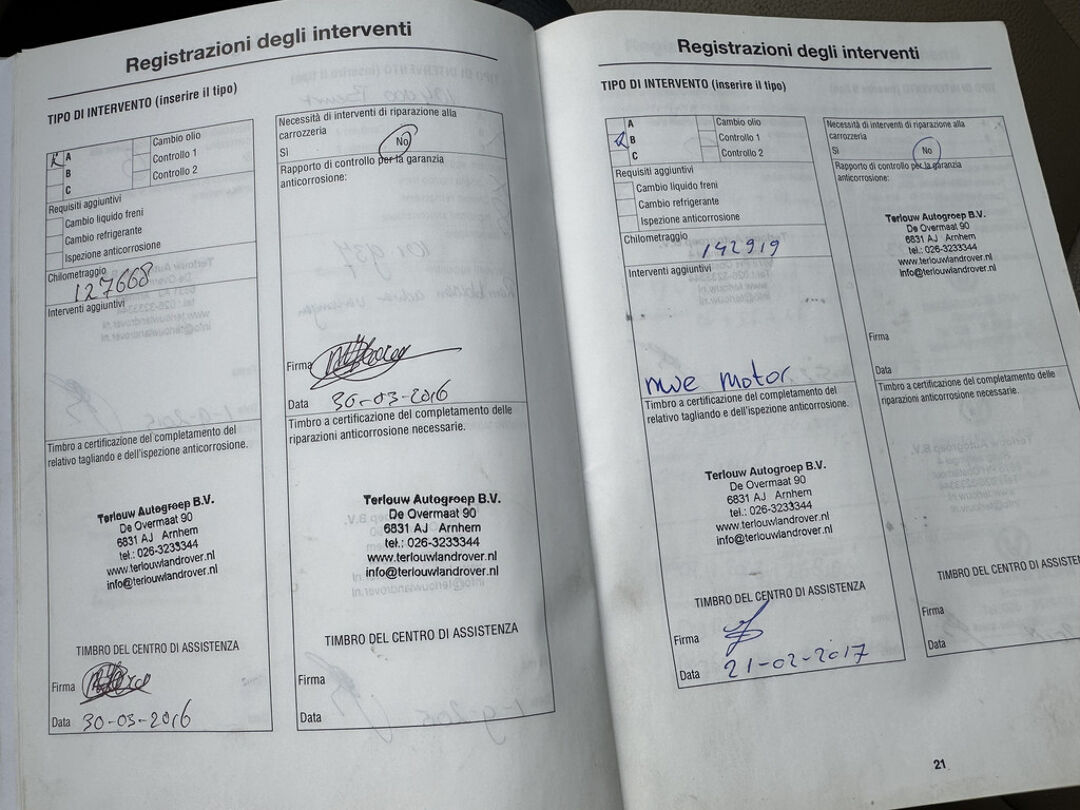 Registrazioni degli interventi
TIPO DI INTERVENTO (inserire il tipo)
A
B
C
Cambio olio
Controllo 1
Controllo 2
Requisiti aggiuntivi
Cambio liquido freni
Cambio refrigerante
Ispezione anticorrosione
Chilometraggio
127668
Interventi aggiuntivi
Timbro a certificazione del completamento del
relativo tagliando e dell'ispezione anticorrosione.
Terlouw Autogroep B.V.
De Overmaat 90
6831 AJ Arnhem
tel.: 026-3233344
www.terlouwlandrover.nl
info@terlouwlandrover.nl
TIMBRO DEL CENTRO DI ASSISTENZA
Firma
Data 30-03-2016
Necessità di interventi di riparazione alla
carrozzeria
Sì No
Rapporto di controllo per la garanzia
anticorrosione:
Firma
Data 30-03-2016
Timbro a certificazione del completamento delle
riparazioni anticorrosione necessarie.
Terlouw Autogroep B.V.
De Overmaat 90
6831 AJ Arnhem
tel.: 026-3233344
www.terlouwlandrover.nl
info@terlouwlandrover.nl
TIMBRO DEL CENTRO DI ASSISTENZA
Firma
Data
Registrazioni degli interventi
TIPO DI INTERVENTO (inserire il tipo)
A
B
C
Cambio olio
Controllo 1
Controllo 2
Requisiti aggiuntivi
Cambio liquido freni
Cambio refrigerante
Ispezione anticorrosione
Chilometraggio
142919
Interventi aggiuntivi
motor
Timbro a certificazione del completamento del
relativo tagliando e dell'ispezione anticorrosione.
Terlouw Autogroep B.V.
De Overmaat 90
6831 AJ Arnhem
tel.: 026-3233344
www.terlouwlandrover.nl
info@terlouwlandrover.nl
TIMBRO DEL CENTRO DI ASSISTENZA
Firma
Data 21-02-2017
Necessità di interventi di riparazione alla
carrozzeria
Sì No
Rapporto di controllo per la garanzia
anticorrosione:
Terlouw Autogroep B.V.
De Overmaat 90
6831 AJ Arnhem
tel.: 026-3233344
www.terlouwlandrover.nl
info@terlouwlandrover.nl
Firma
Data
Timbro a certificazione del completamento delle
riparazioni anticorrosione necessarie.
TIMBRO DEL CENTRO DI
Firma
Data
21